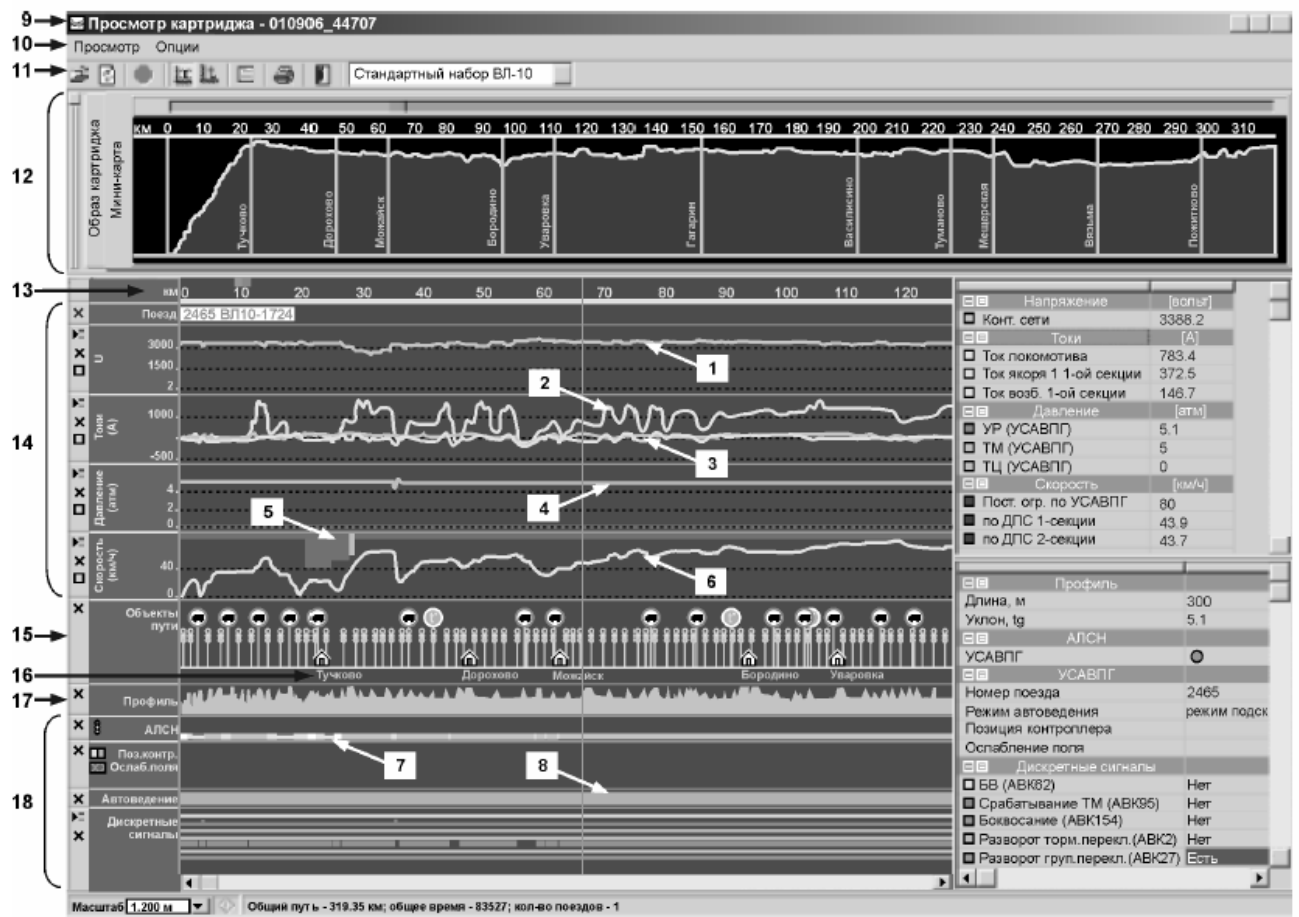 9 Просмотр картриджа - 010906_44707
10 Просмотр Опции
11 Стандартный набор ВЛ-10
12
Образ картриджа
Мини-карта
км 0 10 20 30 40 50 60 70 80 90 100 110 120 130 140 150 160 170 180 190 200 210 220 230 240 250 260 270 280 290 300 310
Тучково
Дорохово
Можайск
Бородино
Уваровка
Гагарин
Василисино
Туманово
Мещерская
Вязьма
Пожитково
13 км 0 10 20 30 40 50 60 70 80 90 100 110 120
14
Поезд 2465 ВЛ10-1724
U
3000
1500
2
1
Токи (А)
1000
-500
2
3
Давление (атм)
4
2
0
4
5
Скорость (км/ч)
40
0
6
15 Объекты пути
16 Тучково Дорохово Можайск Бородино Уваровка
17 Профиль
18
АЛСН
Поз.контр.
Ослаб.поля
7
8
Автоведение
Дискретные сигналы
Напряжение [вольт]
Конт. сети 3388.2
Токи [А]
Ток локомотива 783.4
Ток якоря 1 1-ой секции 372.5
Ток возб. 1-ой секции 146.7
Давление [атм]
УР (УСАВПГ) 5.1
ТМ (УСАВПГ) 5
ТЦ (УСАВПГ) 0
Скорость [км/ч]
Пост. огр. по УСАВПГ 80
по ДПС 1-секции 43.9
по ДПС 2-секции 43.7
Профиль
Длина, м 300
Уклон, tg 5.1
АЛСН
УСАВПГ
УСАВПГ
Номер поезда 2465
Режим автоведения режим подск
Позиция контроллера
Ослабление поля
Дискретные сигналы
БВ (АВК62) Нет
Срабатывание ТМ (АВК95) Нет
Боквосание (АВК154) Нет
Разворот торм.перекл.(АВК2) Нет
Разворот груп.перекл.(АВК27) Есть
Масштаб 1.200 м Общий путь - 319.35 км; общее время - 83527; кол-во поездов - 1